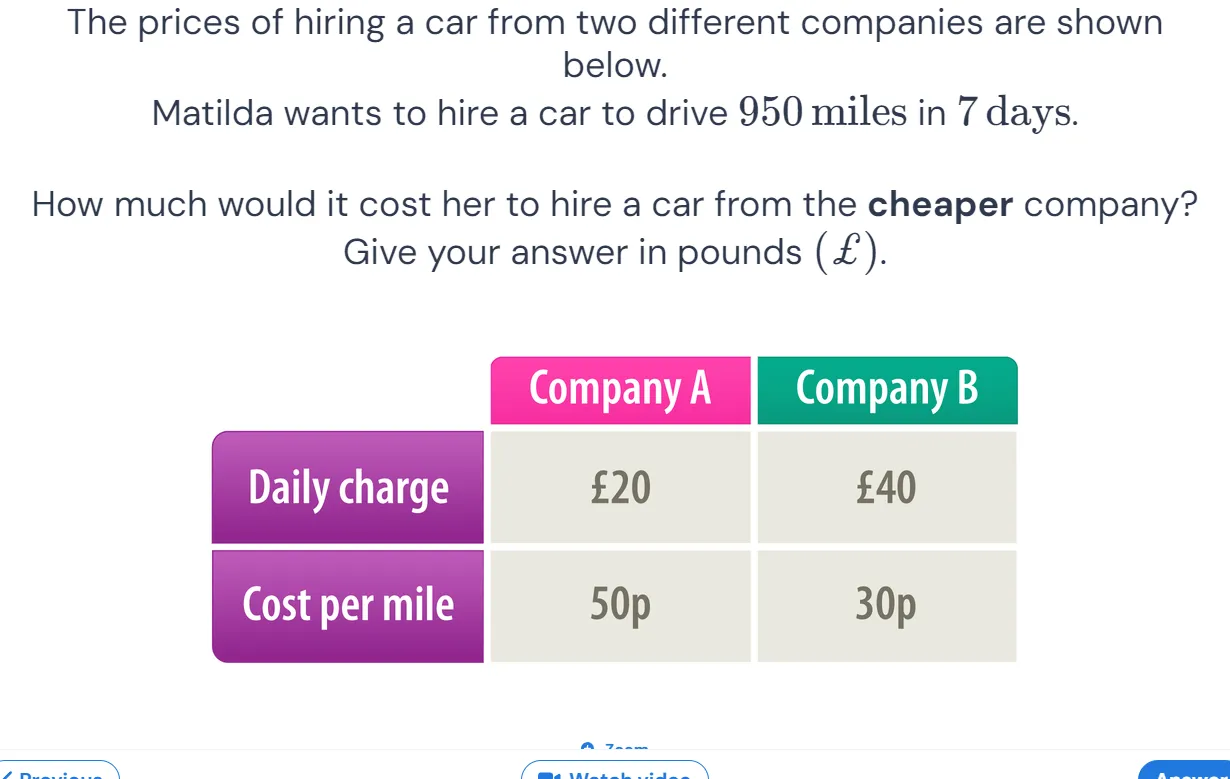 The prices of hiring a car from two different companies are shown
below.
Matilda wants to hire a car to drive 950 miles in 7 days.
How much would it cost her to hire a car from the cheaper company?
Give your answer in pounds (£).
Company A Company B
Daily charge £20 £40
Cost per mile 50p 30p
Zoom
Previous Watch video Answer